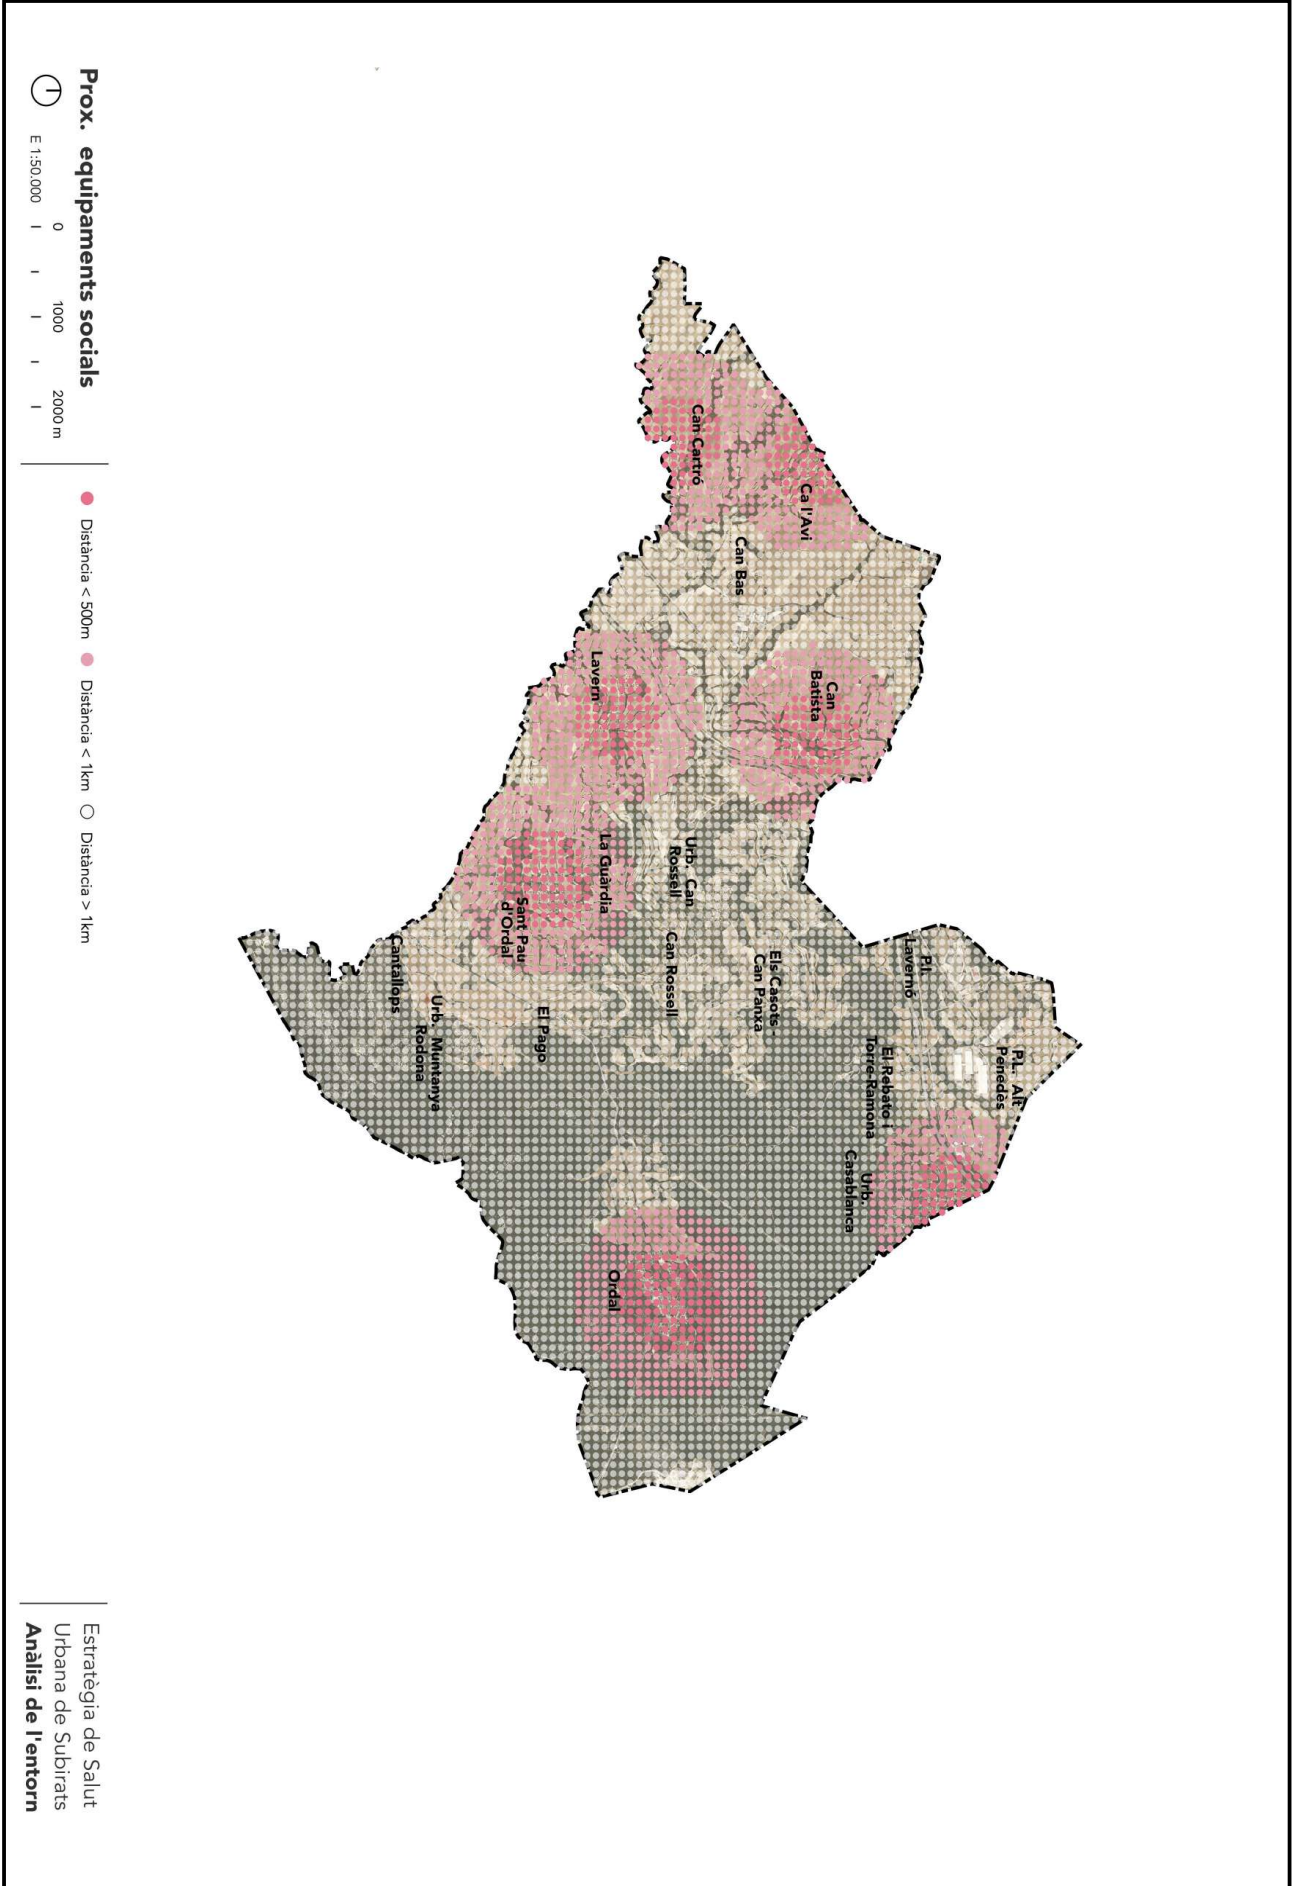 Can Cartró
Ca l'Avi
Can Bas
Lavern
Can
Batista
La Guàrdia
Sant Pau
d'Ordal
Urb. Can
Rossell
Can Rossell
Els Casots -
Can Panxa
P.I.
Lavernó
P.L. Alt
Penedès
El Rebato i
Torre-Ramona
Urb.
Casablanca
Cantallops
Urb. Muntanya
Rodona
El Pago
Ordal
Prox. equipaments socials
E 1:50.000
0 1000 2000 m
Distància < 500m
Distància < 1km
Distància > 1km
Estratègia de Salut
Urbana de Subirats
Anàlisi de l'entorn